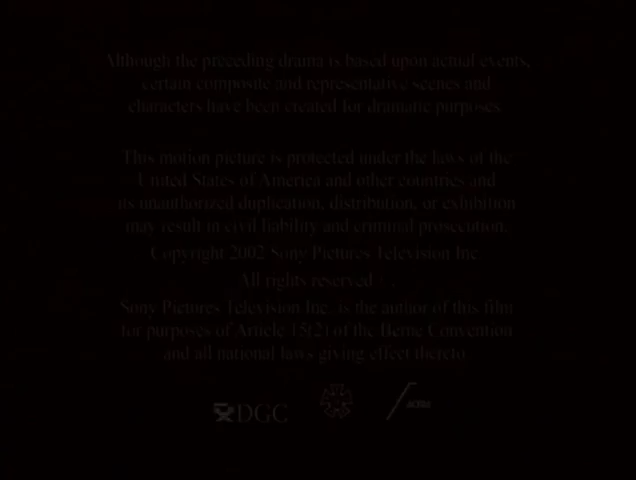 Although the preceding drama is based upon actual events,
certain composite and representative scenes and
characters have been created for dramatic purposes.
This motion picture is protected under the laws of the
United States of America and other countries and
its unauthorized duplication, distribution, or exhibition
may result in civil liability and criminal prosecution.
Copyright 2002 Sony Pictures Television Inc.
All rights reserved.
Sony Pictures Television Inc. is the author of this film
for purposes of Article 15(2) of the Berne Convention
and all national laws giving effect thereto
DGC
ACTRA